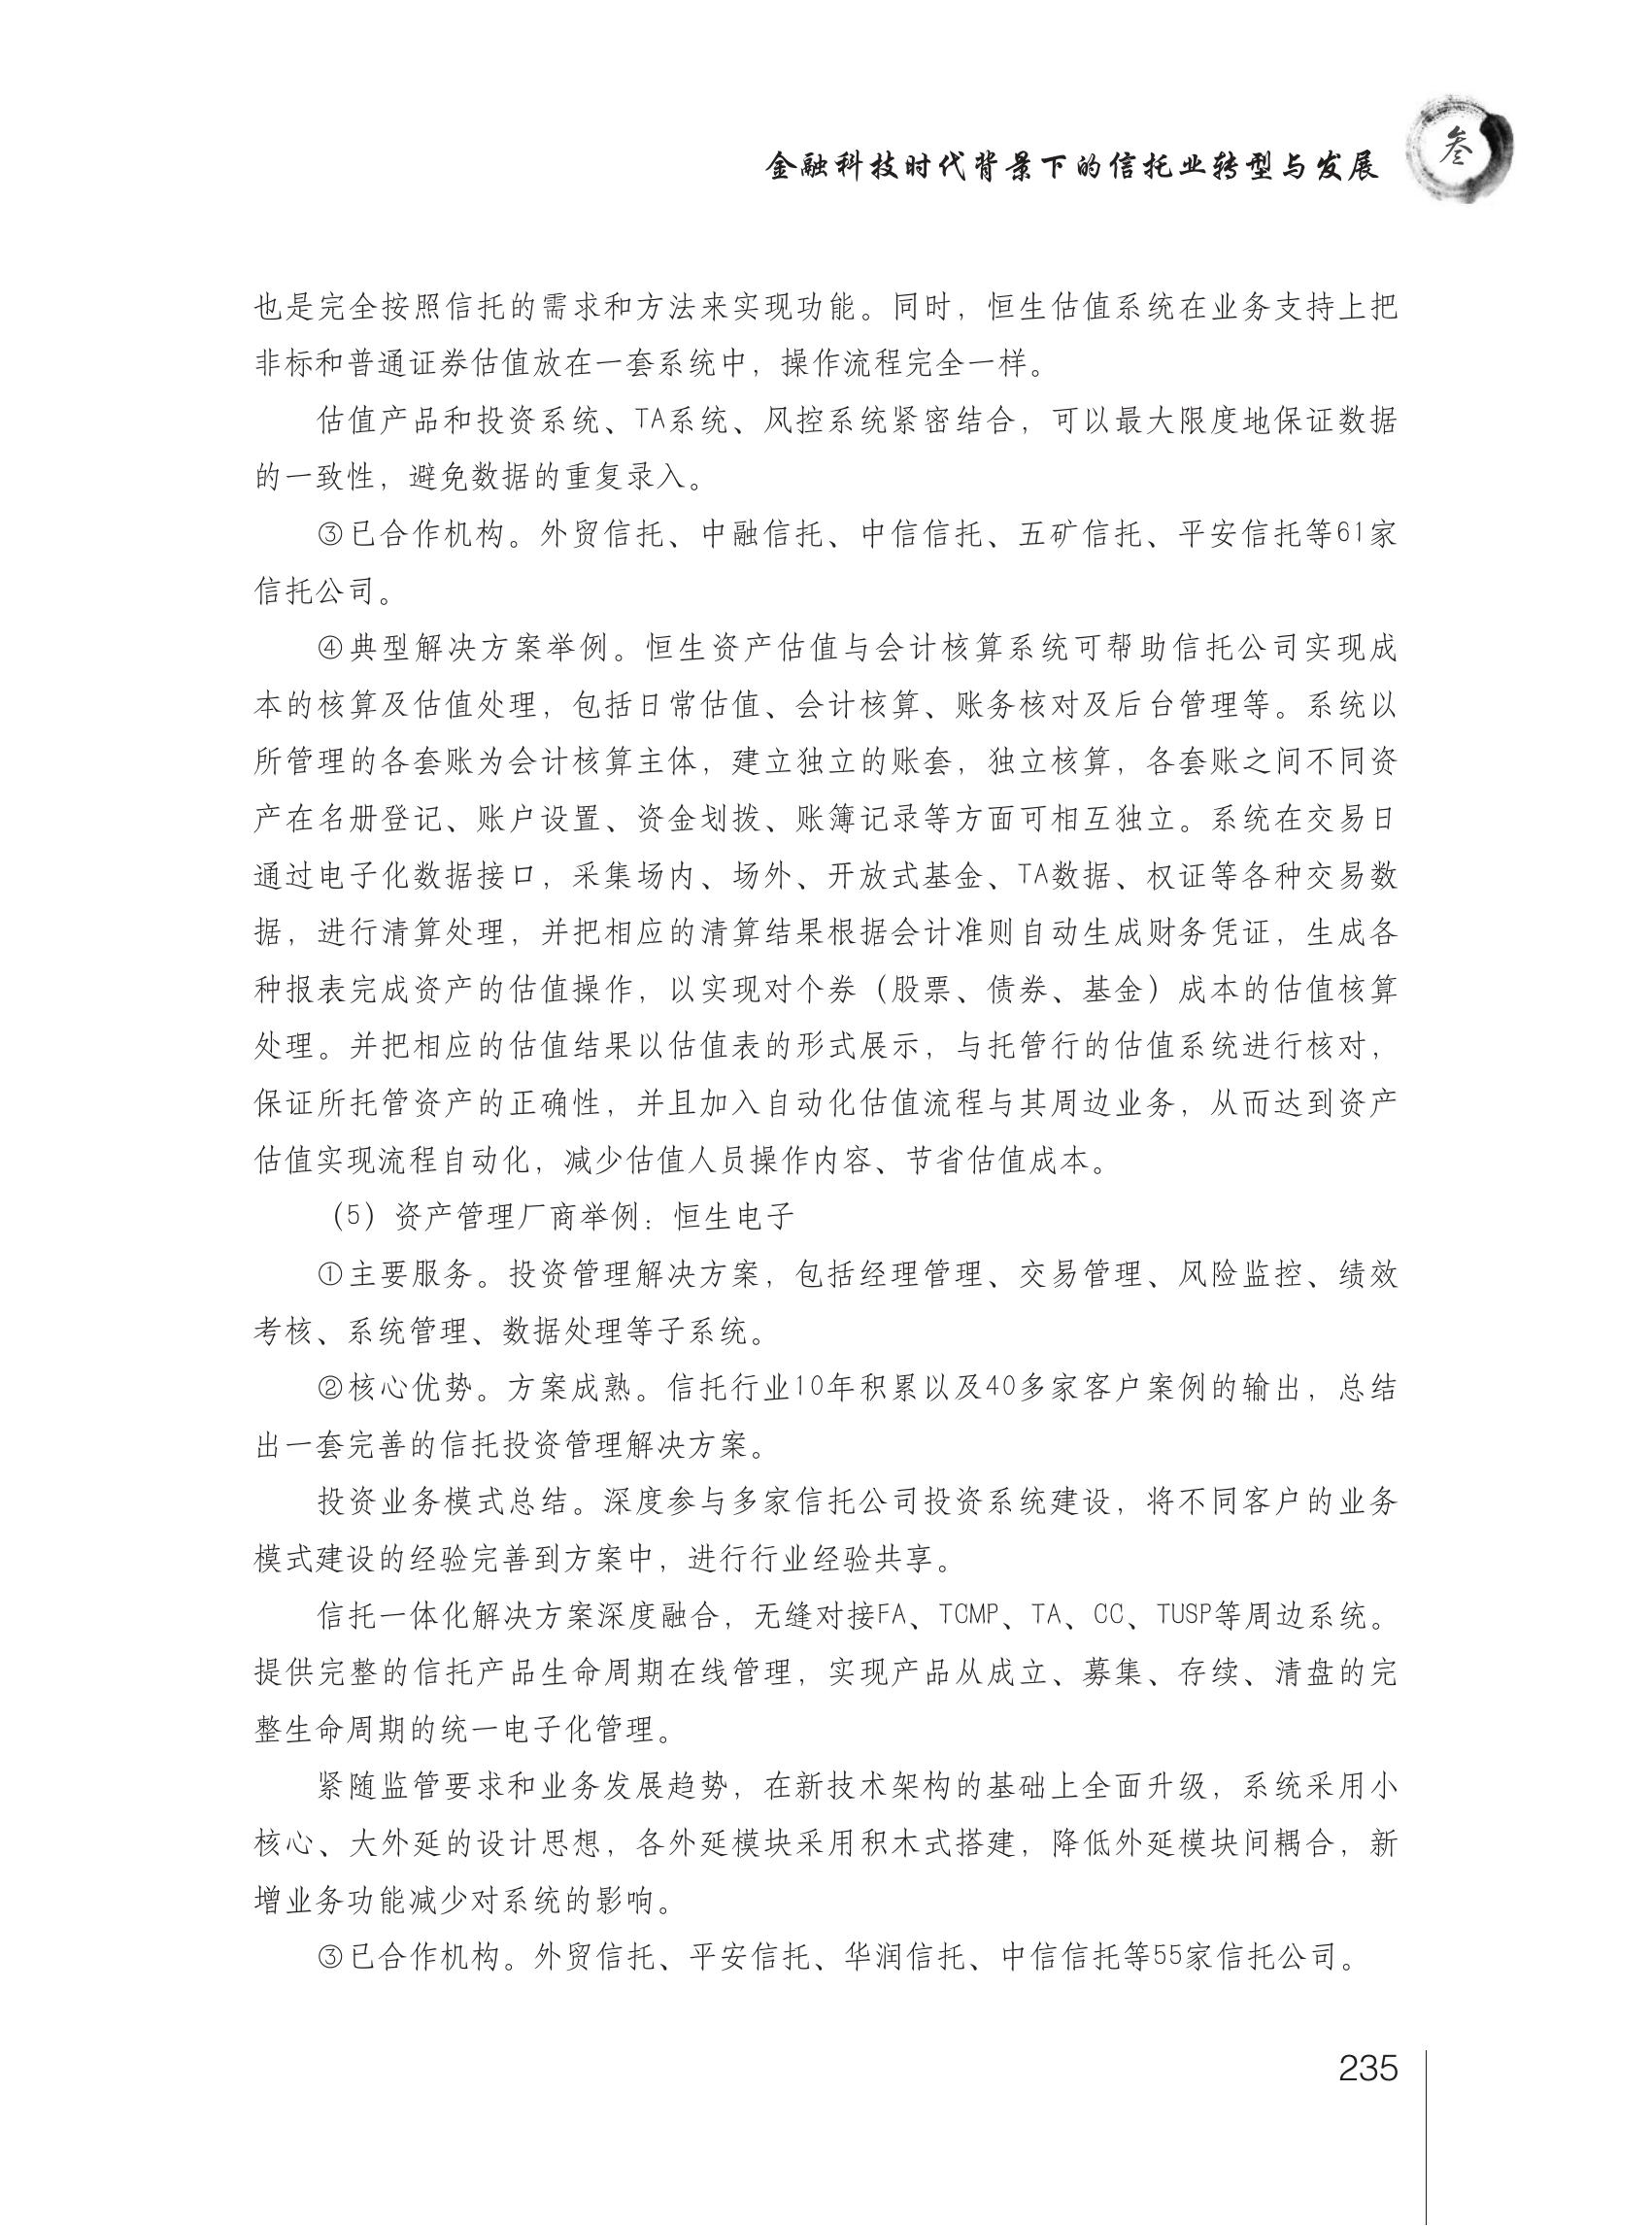 金融科技时代背景下的信托业转型与发展
叁
也是完全按照信托的需求和方法来实现功能。同时，恒生估值系统在业务支持上把
非标和普通证券估值放在一套系统中，操作流程完全一样。
估值产品和投资系统、TA系统、风控系统紧密结合，可以最大限度地保证数据
的一致性，避免数据的重复录入。
③已合作机构。外贸信托、中融信托、中信信托、五矿信托、平安信托等61家
信托公司。
④典型解决方案举例。恒生资产估值与会计核算系统可帮助信托公司实现成
本的核算及估值处理，包括日常估值、会计核算、账务核对及后台管理等。系统以
所管理的各套账为会计核算主体，建立独立的账套，独立核算，各套账之间不同资
产在名册登记、账户设置、资金划拨、账簿记录等方面可相互独立。系统在交易日
通过电子化数据接口，采集场内、场外、开放式基金、TA数据、权证等各种交易数
据，进行清算处理，并把相应的清算结果根据会计准则自动生成财务凭证，生成各
种报表完成资产的估值操作，以实现对个券（股票、债券、基金）成本的估值核算
处理。并把相应的估值结果以估值表的形式展示，与托管行的估值系统进行核对，
保证所托管资产的正确性，并且加入自动化估值流程与其周边业务，从而达到资产
估值实现流程自动化，减少估值人员操作内容、节省估值成本。
（5）资产管理厂商举例：恒生电子
①主要服务。投资管理解决方案，包括经理管理、交易管理、风险监控、绩效
考核、系统管理、数据处理等子系统。
②核心优势。方案成熟。信托行业10年积累以及40多家客户案例的输出，总结
出一套完善的信托投资管理解决方案。
投资业务模式总结。深度参与多家信托公司投资系统建设，将不同客户的业务
模式建设的经验完善到方案中，进行行业经验共享。
信托一体化解决方案深度融合，无缝对接FA、TCMP、TA、CC、TUSP等周边系统。
提供完整的信托产品生命周期在线管理，实现产品从成立、募集、存续、清盘的完
整生命周期的统一电子化管理。
紧随监管要求和业务发展趋势，在新技术架构的基础上全面升级，系统采用小
核心、大外延的设计思想，各外延模块采用积木式搭建，降低外延模块间耦合，新
增业务功能减少对系统的影响。
③已合作机构。外贸信托、平安信托、华润信托、中信信托等55家信托公司。
235